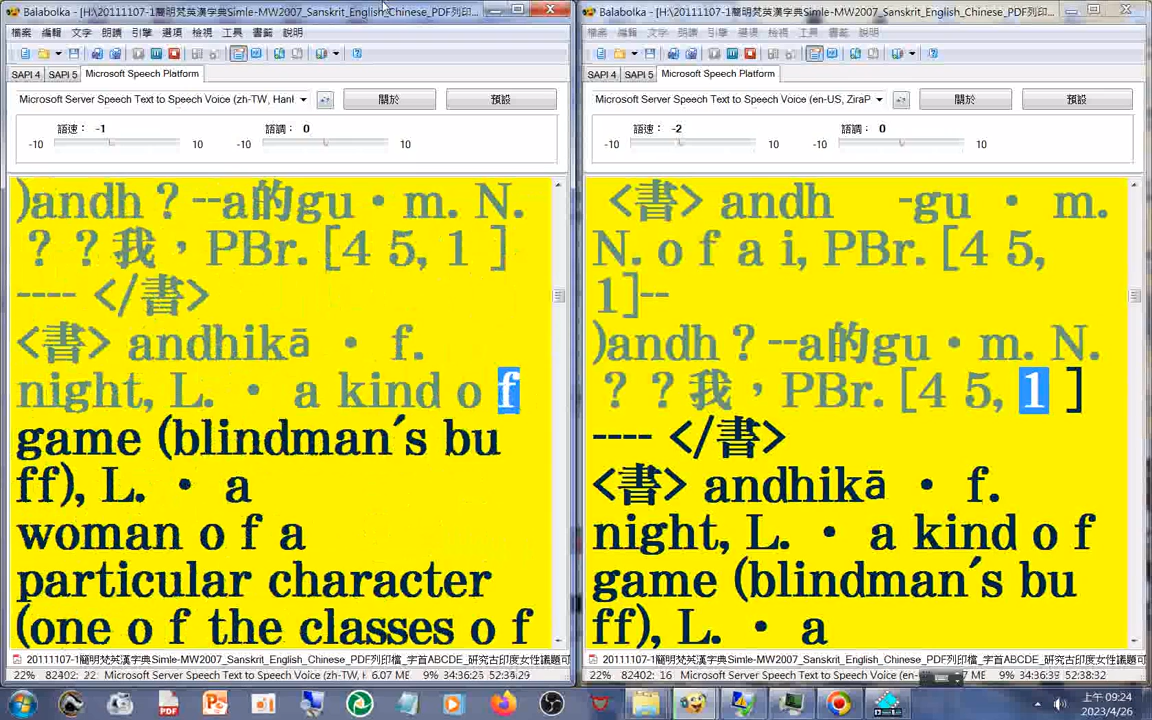 Balabolka - [H:\20111107-1簡明梵英漢字典Simle-MW2007_Sanskrit_English_Chinese_PDF列印...
檔案 編輯 文字 朗讀 引擎 選項 檢視 工具 書籤 說明
SAPI 4 SAPI 5 Microsoft Speech Platform
Microsoft Server Speech Text to Speech Voice (zh-TW, Hanl 關於 預設
語速： -1 語調： 0
-10 10 -10 10
)andh？--a的gu・m. N.
？？我，PBr. [4 5, 1 ]
---- </書>
<書> andhikā ・ f.
night, L. ・ a kind o f
game (blindman´s bu
ff), L. ・ a
woman o f a
particular character
(one o f the classes o f
20111107-1簡明梵英漢字典Simle-MW2007_Sanskrit_English_Chinese_PDF列印檔_字首ABCDE_研究古印度女性議題可
22% 82402: 22 Microsoft Server Speech Text to Speech Voice (zh-TW, H 6.07 MB 9% 34:36:25 52:34:29
Balabolka - [H:\20111107-1簡明梵英漢字典Simle-MW2007_Sanskrit_English_Chinese_PDF列印...
檔案 編輯 文字 朗讀 引擎 選項 檢視 工具 書籤 說明
SAPI 4 SAPI 5 Microsoft Speech Platform
Microsoft Server Speech Text to Speech Voice (en-US, ZiraP 關於 預設
語速： -2 語調： 0
-10 10 -10 10
<書> andh -gu ・ m.
N. o f a i, PBr. [4 5,
1]--
)andh？--a的gu・m. N.
？？我，PBr. [4 5, 1 ]
---- </書>
<書> andhikā ・ f.
night, L. ・ a kind o f
game (blindman´s bu
ff), L. ・ a
20111107-1簡明梵英漢字典Simle-MW2007_Sanskrit_English_Chinese_PDF列印檔_字首ABCDE_研究古印度女性議題可
22% 82402: 16 Microsoft Server Speech Text to Speech Voice (en-US, 9% 34:36:39 52:38:32
上午 09:24
2023/4/26